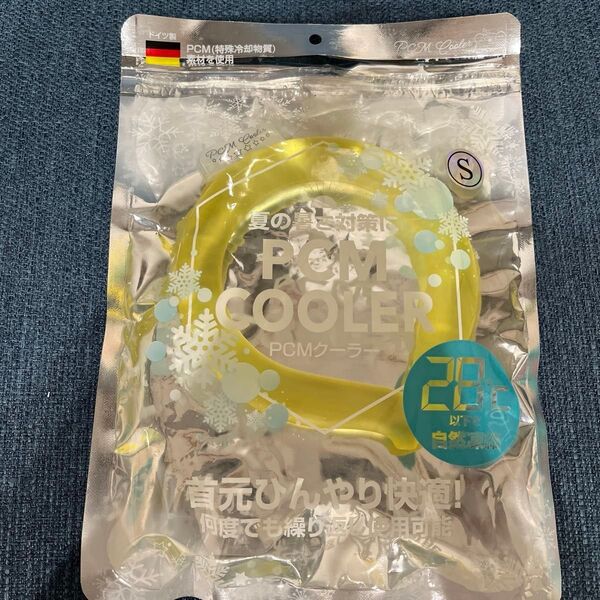 ドイツ製
PCM(特殊冷却物質)
素材を使用
PCM Cooler
PCM Cooler
S
夏の暑さ対策に
PCM
COOLER
PCMクーラー
28℃
以下で
自然凍結
首元ひんやり快適!
何度でも繰り返し使用可能